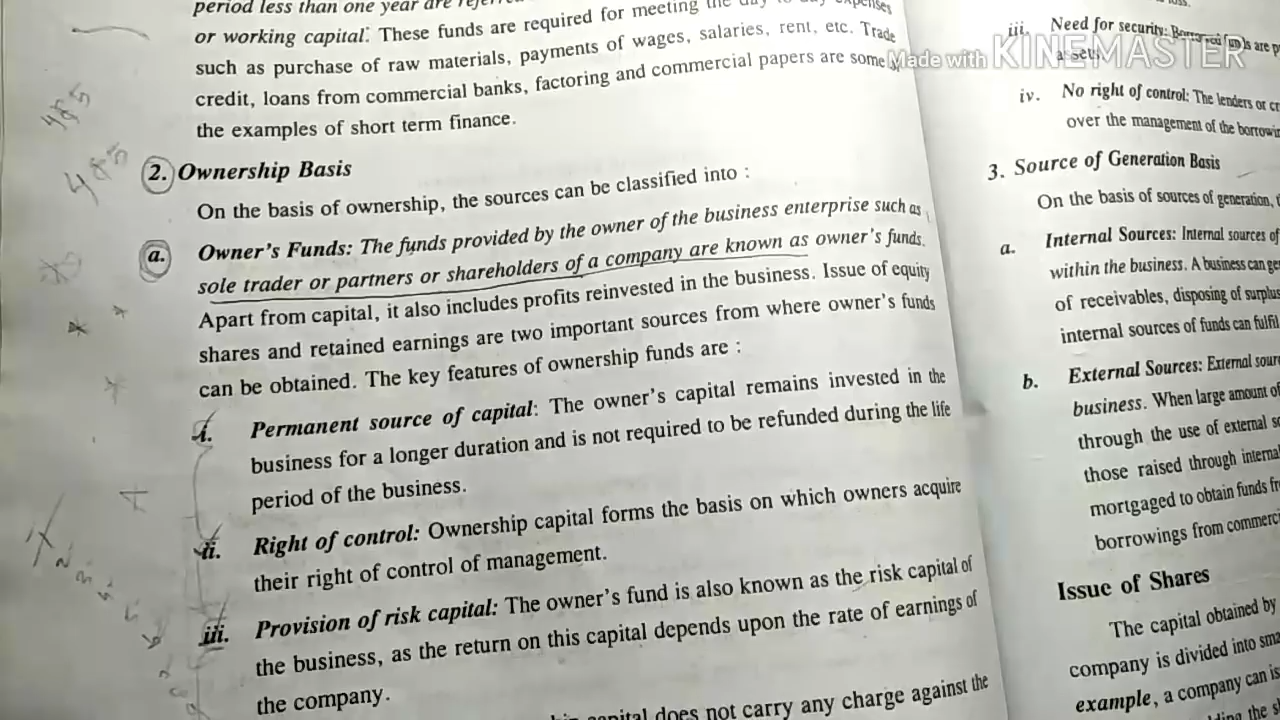 period less than one year are
or working capital. These funds are required for meeting the day to day expenses
such as purchase of raw materials, payments of wages, salaries, rent, etc. Trade
credit, loans from commercial banks, factoring and commercial papers are some of
the examples of short term finance.
2. Ownership Basis
On the basis of ownership, the sources can be classified into :
a. Owner's Funds: The funds provided by the owner of the business enterprise such as
sole trader or partners or shareholders of a company are known as owner's funds.
Apart from capital, it also includes profits reinvested in the business. Issue of equity
shares and retained earnings are two important sources from where owner's funds
can be obtained. The key features of ownership funds are :
i. Permanent source of capital: The owner's capital remains invested in the
business for a longer duration and is not required to be refunded during the life
period of the business.
ii. Right of control: Ownership capital forms the basis on which owners acquire
their right of control of management.
iii. Provision of risk capital: The owner's fund is also known as the risk capital of
the business, as the return on this capital depends upon the rate of earnings of
the company.
capital does not carry any charge against the
485
485
iii. Need for security: Borrowed funds are
assets.
Made with KINEMASTER
iv. No right of control: The lenders or
over the management of the
3. Source of Generation Basis
On the basis of sources of generation,
a. Internal Sources: Internal sources of
within the business. A business can
of receivables, disposing of surplus
internal sources of funds can
b. External Sources: External
business. When large amount of
through the use of external
those raised through
mortgaged to obtain funds
borrowings from
Issue of Shares
The capital obtained by
company is divided into
example, a company can
the